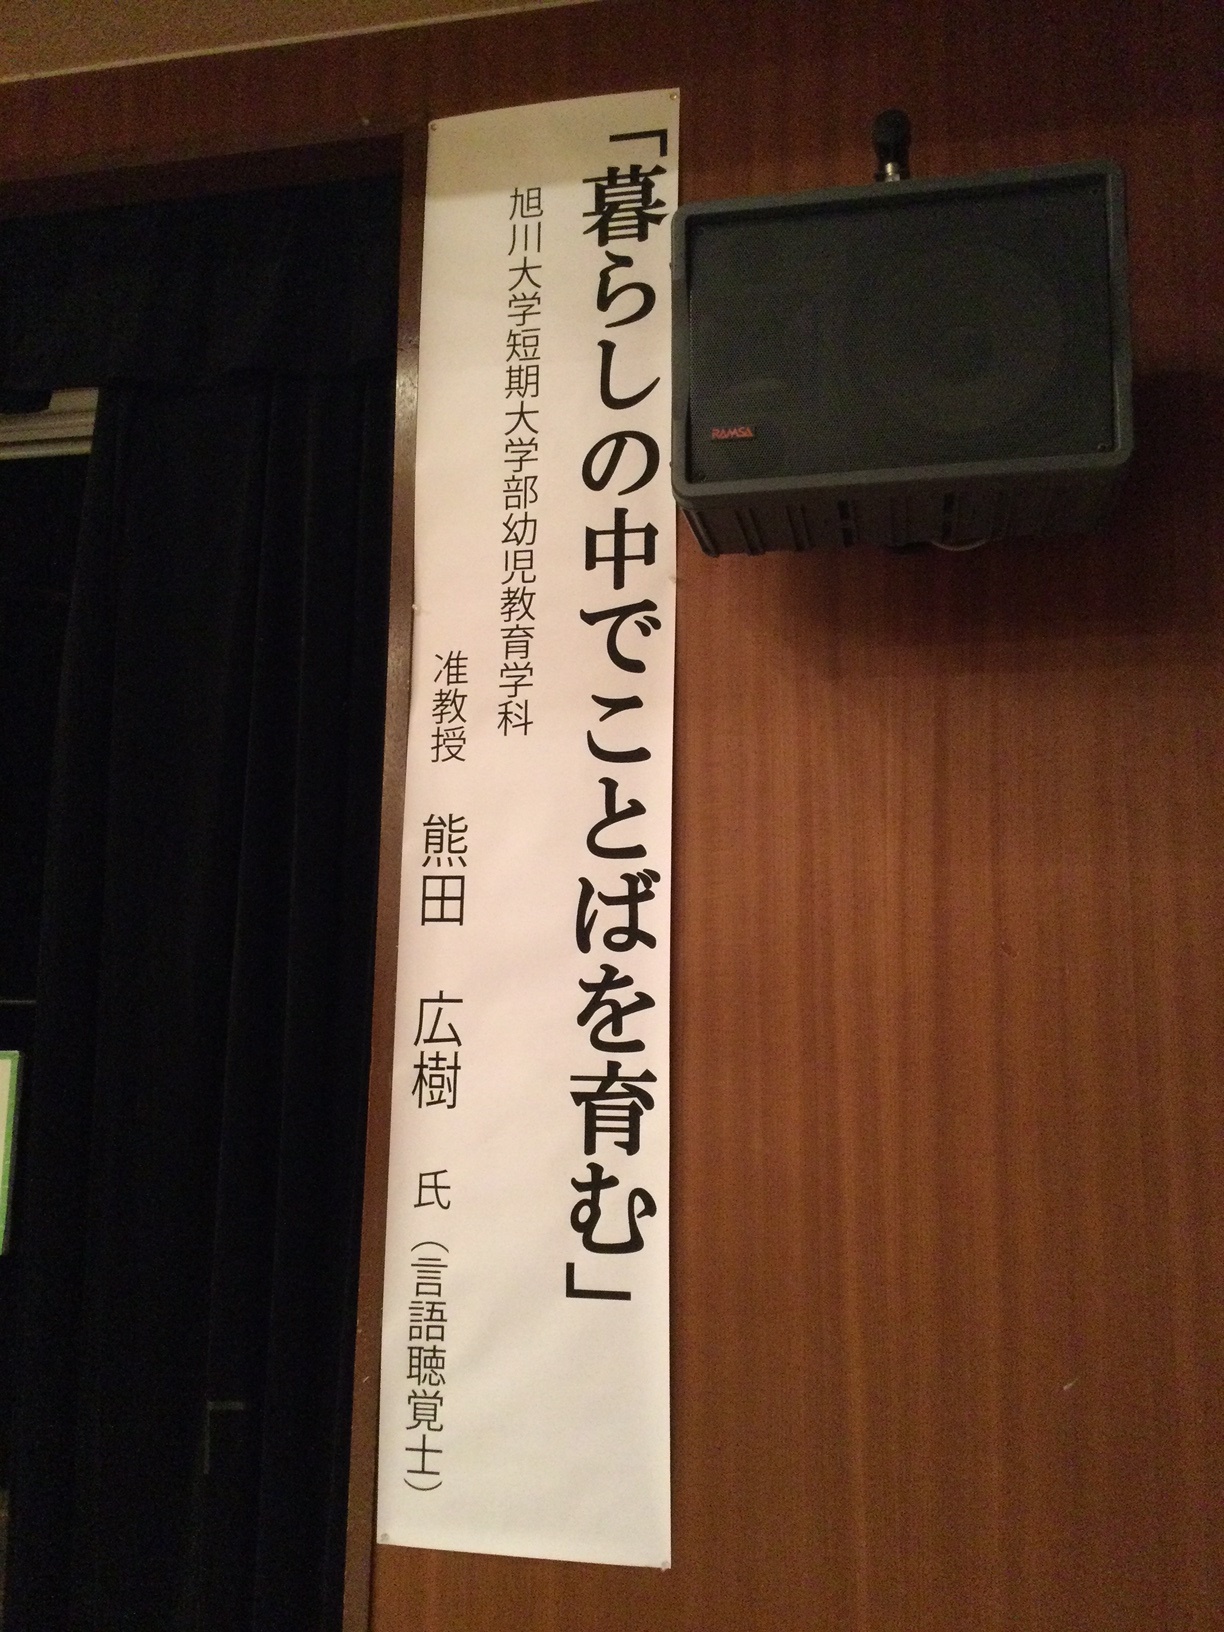 「暮らしの中でことばを育む」
旭川大学短期大学部幼児教育学科
准教授 熊田 広樹 氏（言語聴覚士）
RAMSA